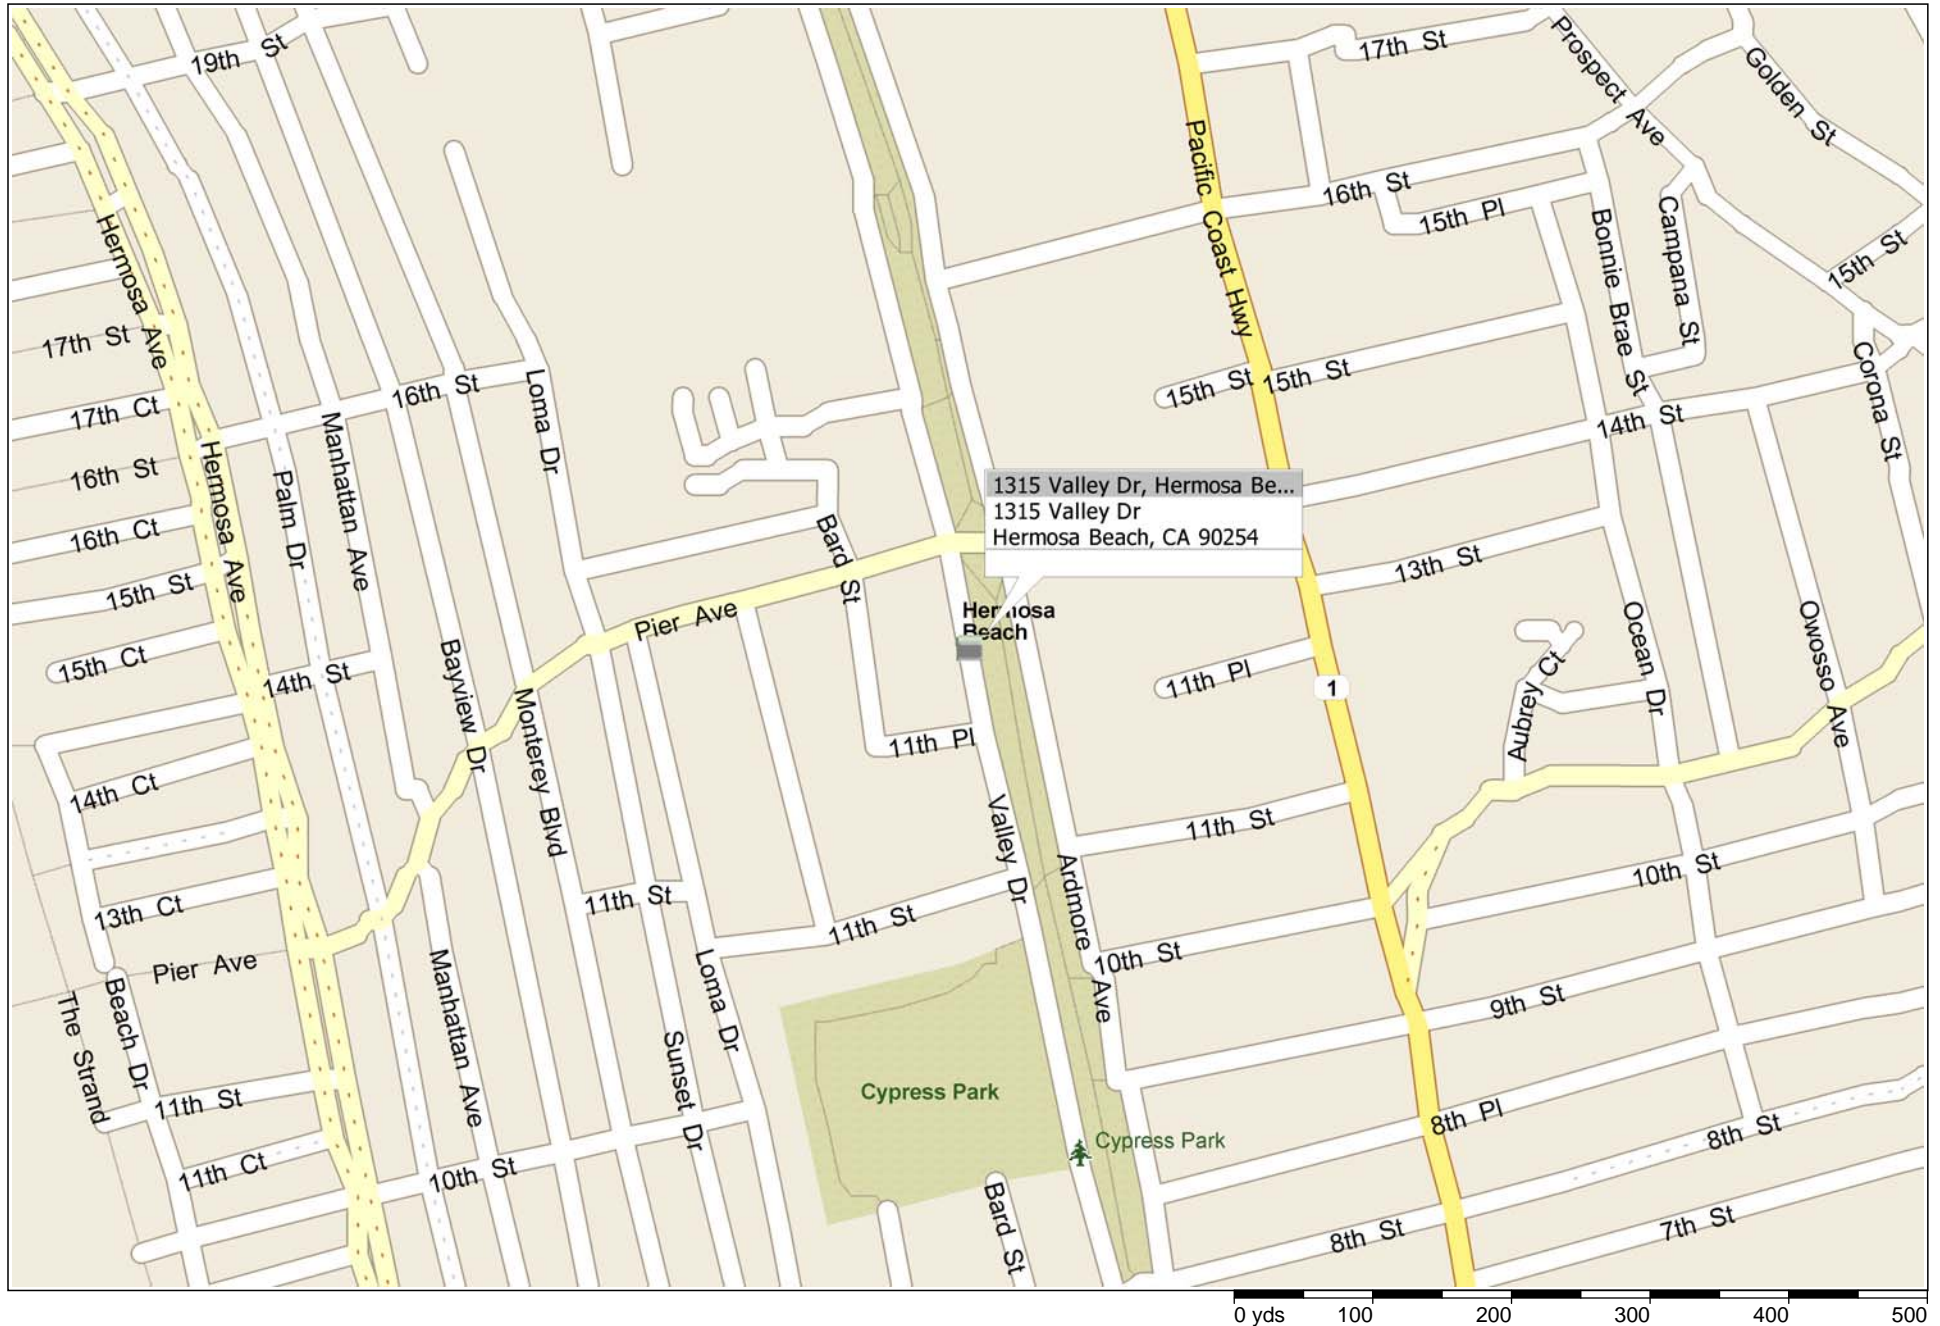 19th St
17th St
Prospect Ave
Golden St
Pacific Coast Hwy
16th St
15th Pl
Bonnie Brae St
Campana St
15th St
Hermosa Ave
17th St
17th Ct
16th St
Loma Dr
15th St
15th St
Corona St
14th St
Manhattan Ave
Hermosa Ave
Palm Dr
16th St
16th Ct
15th St
15th Ct
14th St
Bard St
1315 Valley Dr, Hermosa Be...
1315 Valley Dr
Hermosa Beach, CA 90254
13th St
Hermosa
Beach
Pier Ave
Ocean Dr
Owosso Ave
Aubrey Ct
11th Pl
1
Bayview Dr
Monterey Blvd
11th Pl
14th Ct
Valley Dr
11th St
Ardmore Ave
10th St
13th Ct
11th St
11th St
10th St
Pier Ave
The Strand
Beach Dr
Manhattan Ave
Loma Dr
Sunset Dr
9th St
11th St
Cypress Park
Cypress Park
8th Pl
8th St
11th Ct
10th St
Bard St
8th St
7th St
0 yds 100 200 300 400 500